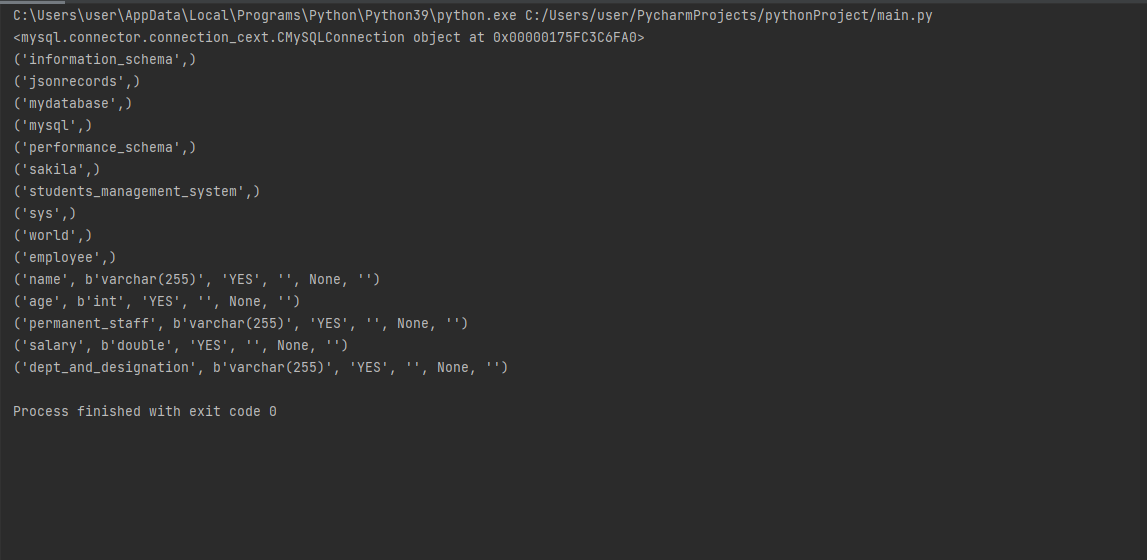 C:\Users\user\AppData\Local\Programs\Python\Python39\python.exe C:/Users/user/PycharmProjects/pythonProject/main.py
<mysql.connector.connection_cext.CMySQLConnection object at 0x00000175FC3C6FA0>
('information_schema',)
('jsonrecords',)
('mydatabase',)
('mysql',)
('performance_schema',)
('sakila',)
('students_management_system',)
('sys',)
('world',)
('employee',)
('name', b'varchar(255)', 'YES', '', None, '')
('age', b'int', 'YES', '', None, '')
('permanent_staff', b'varchar(255)', 'YES', '', None, '')
('salary', b'double', 'YES', '', None, '')
('dept_and_designation', b'varchar(255)', 'YES', '', None, '')
Process finished with exit code 0